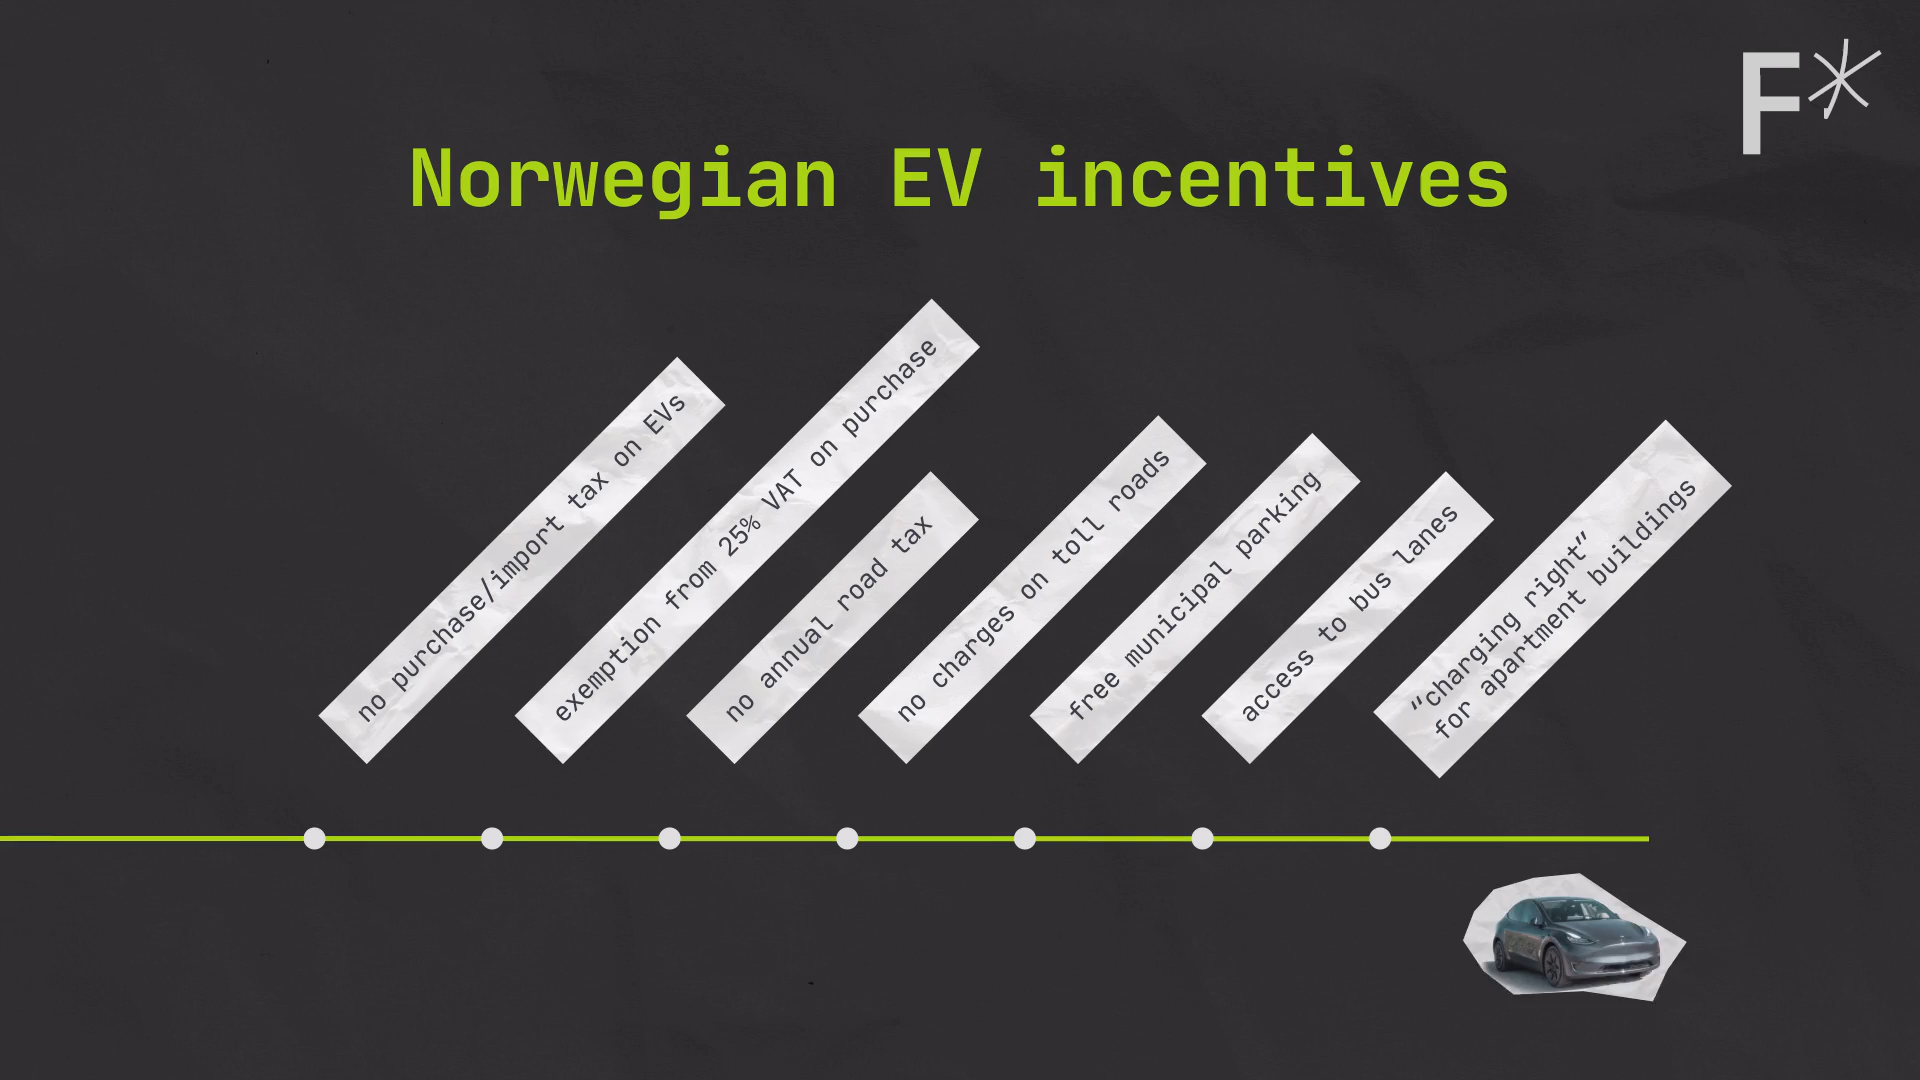 F*
Norwegian EV incentives
no purchase/import tax on EVs
exemption from 25% VAT on purchase
no annual road tax
no charges on toll roads
free municipal parking
access to bus lanes
“charging right”
for apartment buildings